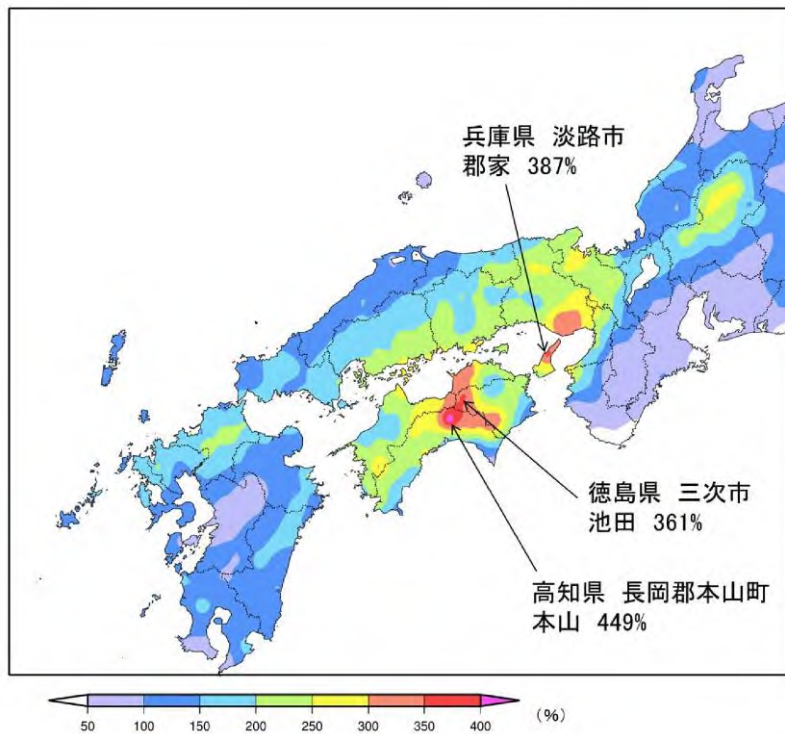 兵庫県 淡路市
郡家 387%
徳島県 三次市
池田 361%
高知県 長岡郡本山町
本山 449%
50 100 150 200 250 300 350 400 (%)